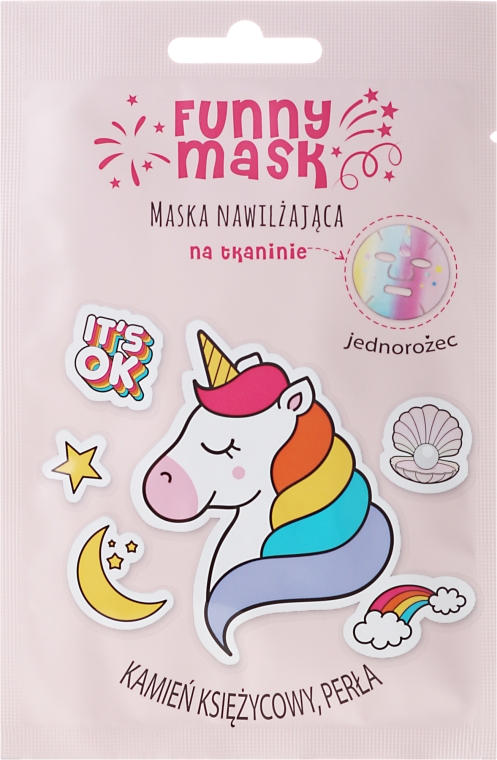 FUNNY
MASK
MASKA NAWILŻAJĄCA
na tkaninie
jednorożec
IT'S
OK
KAMIEŃ KSIĘŻYCOWY, PERŁA